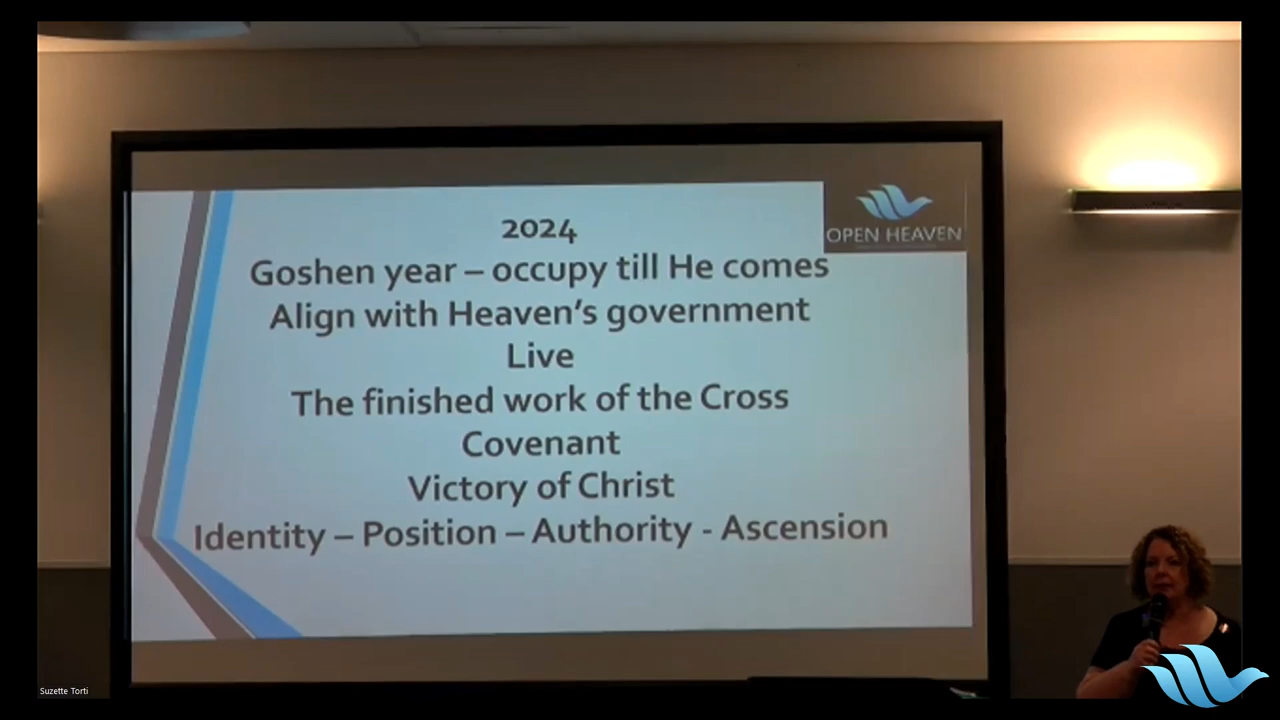 2024
Goshen year – occupy till He comes
Align with Heaven's government
Live
The finished work of the Cross
Covenant
Victory of Christ
Identity – Position – Authority - Ascension
OPEN HEAVEN
Suzette Torti